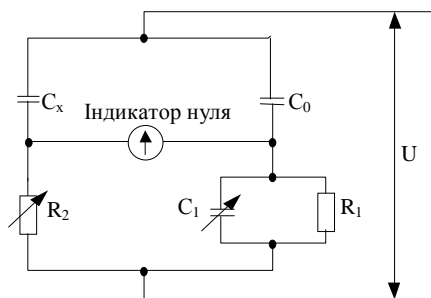 Cₓ
C₀
Індикатор нуля
U
R₂
C₁
R₁